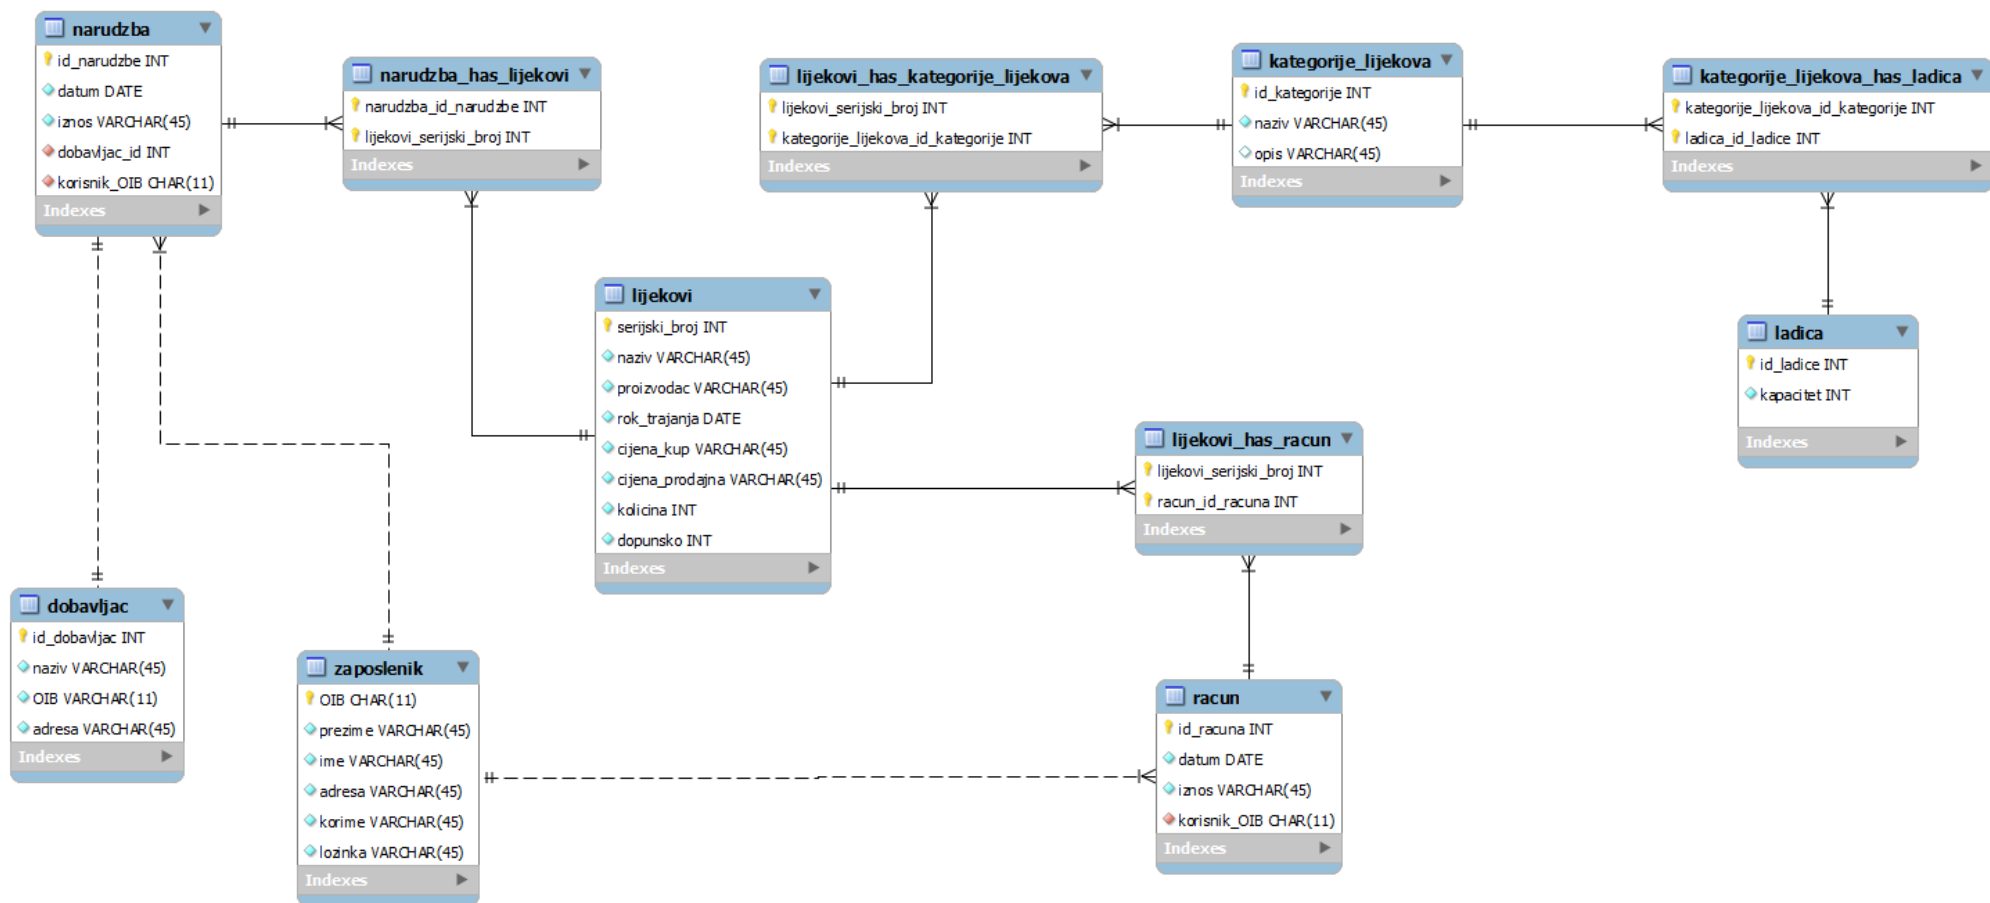 narudzba
id_narudzbe INT
datum DATE
iznos VARCHAR(45)
dobavljac_id INT
korisnik_OIB CHAR(11)
Indexes
narudzba_has_lijekovi
narudzba_id_narudzbe INT
lijekovi_serijski_broj INT
Indexes
lijekovi_has_kategorije_lijekova
lijekovi_serijski_broj INT
kategorije_lijekova_id_kategorije INT
Indexes
kategorije_lijekova
id_kategorije INT
naziv VARCHAR(45)
opis VARCHAR(45)
Indexes
kategorije_lijekova_has_ladica
kategorije_lijekova_id_kategorije INT
ladica_id_ladice INT
Indexes
lijekovi
serijski_broj INT
naziv VARCHAR(45)
proizvodac VARCHAR(45)
rok_trajanja DATE
cijena_kup VARCHAR(45)
cijena_prodajna VARCHAR(45)
kolicina INT
dopunsko INT
Indexes
ladica
id_ladice INT
kapacitet INT
Indexes
lijekovi_has_racun
lijekovi_serijski_broj INT
racun_id_racuna INT
Indexes
dobavljac
id_dobavljac INT
naziv VARCHAR(45)
OIB VARCHAR(11)
adresa VARCHAR(45)
Indexes
zaposlenik
OIB CHAR(11)
prezime VARCHAR(45)
ime VARCHAR(45)
adresa VARCHAR(45)
korime VARCHAR(45)
lozinka VARCHAR(45)
Indexes
racun
id_racuna INT
datum DATE
iznos VARCHAR(45)
korisnik_OIB CHAR(11)
Indexes